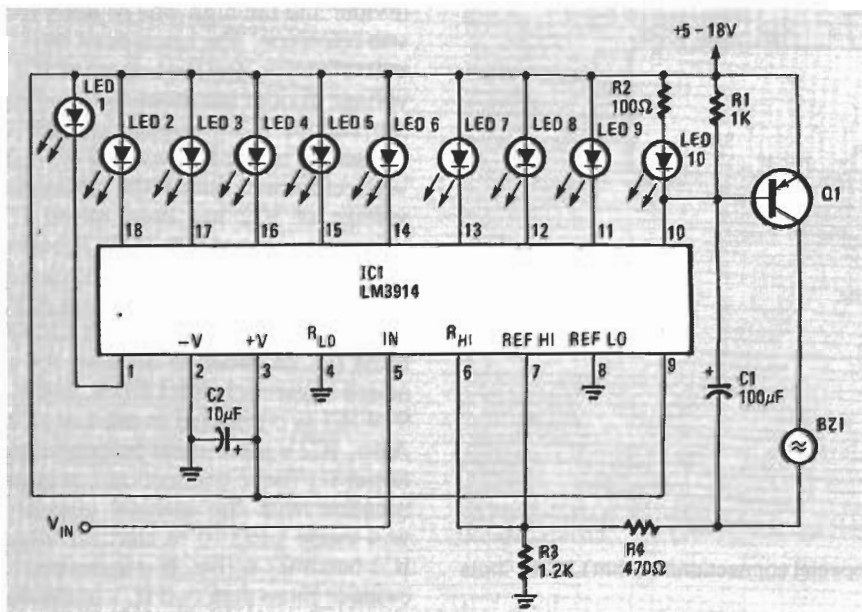 +5 - 18V
R2
100Ω
R1
1K
LED
1
LED 2
LED 3
LED 4
LED 5
LED 6
LED 7
LED 8
LED 9
LED
10
Q1
18
17
16
15
14
13
12
11
10
IC1
LM3914
-V
+V
RLO
IN
RHI
REF HI
REF LO
1
2
3
4
5
6
7
8
9
C2
10µF
+
+
C1
100µF
BZ1
VIN
R3
1.2K
R4
470Ω